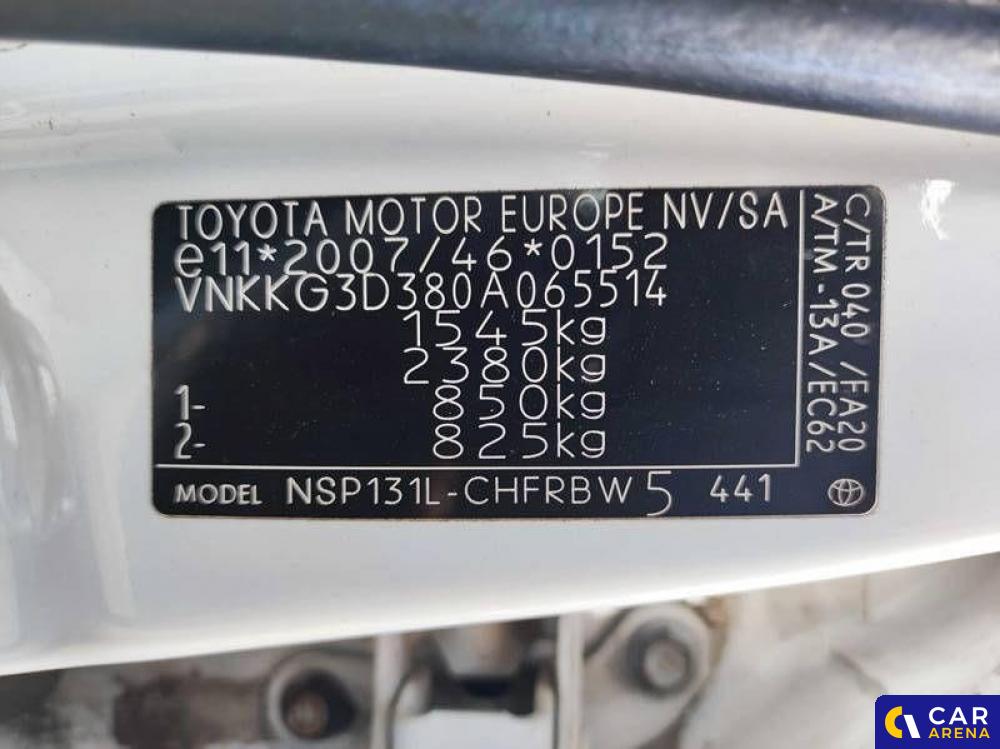 TOYOTA MOTOR EUROPE NV/SA
e11*2007/46*0152
VNKKG3D380A065514
1545kg
2380kg
1- 850kg
2- 825kg
MODEL NSP131L-CHFRBW 5 441
C/TR 040 /FA20
A/TM -13A/EC62
CAR
ARENA